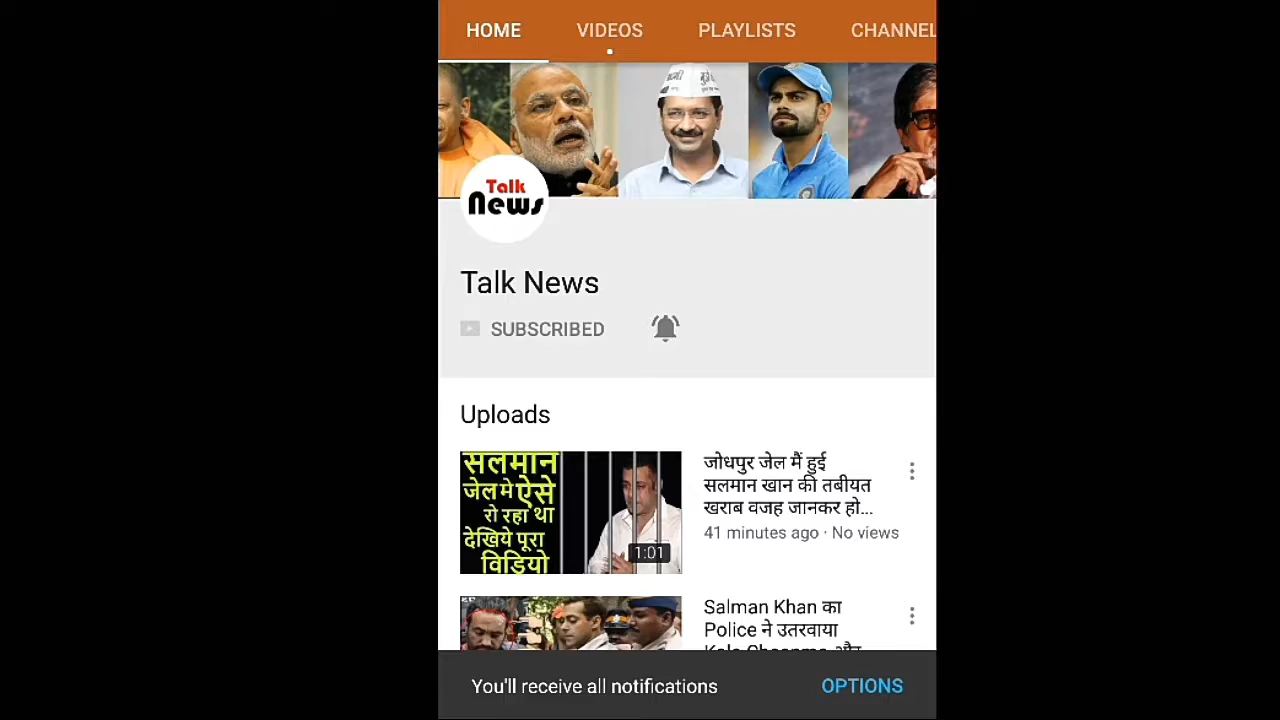 HOME VIDEOS PLAYLISTS CHANNEL
Talk
News
Talk News
SUBSCRIBED
Uploads
सलमान
जेल मे ऐसे
रो रहा था
देखिये पूरा
विडियो
1:01
जोधपुर जेल मैं हुई
सलमान खान की तबीयत
खराब वजह जानकर हो...
41 minutes ago · No views
Salman Khan का
Police ने उतरवाया
You'll receive all notifications OPTIONS